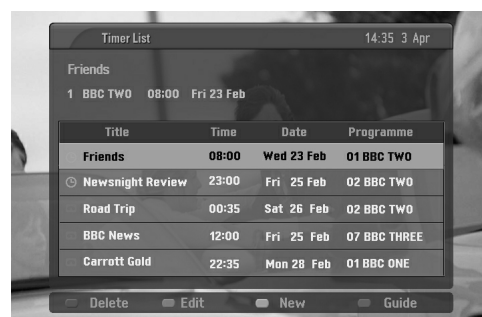 Timer List 14:35 3 Apr
Friends
1 BBC TWO 08:00 Fri 23 Feb
Title Time Date Programme
Friends 08:00 Wed 23 Feb 01 BBC TWO
Newsnight Review 23:00 Fri 25 Feb 02 BBC TWO
Road Trip 00:35 Sat 26 Feb 02 BBC TWO
BBC News 12:00 Fri 25 Feb 07 BBC THREE
Carrott Gold 22:35 Mon 28 Feb 01 BBC ONE
Delete Edit New Guide